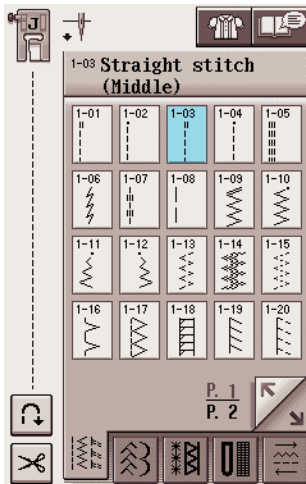 J
1-03 Straight stitch
(Middle)
1-01 1-02 1-03 1-04 1-05
1-06 1-07 1-08 1-09 1-10
1-11 1-12 1-13 1-14 1-15
1-16 1-17 1-18 1-19 1-20
P. 1
P. 2